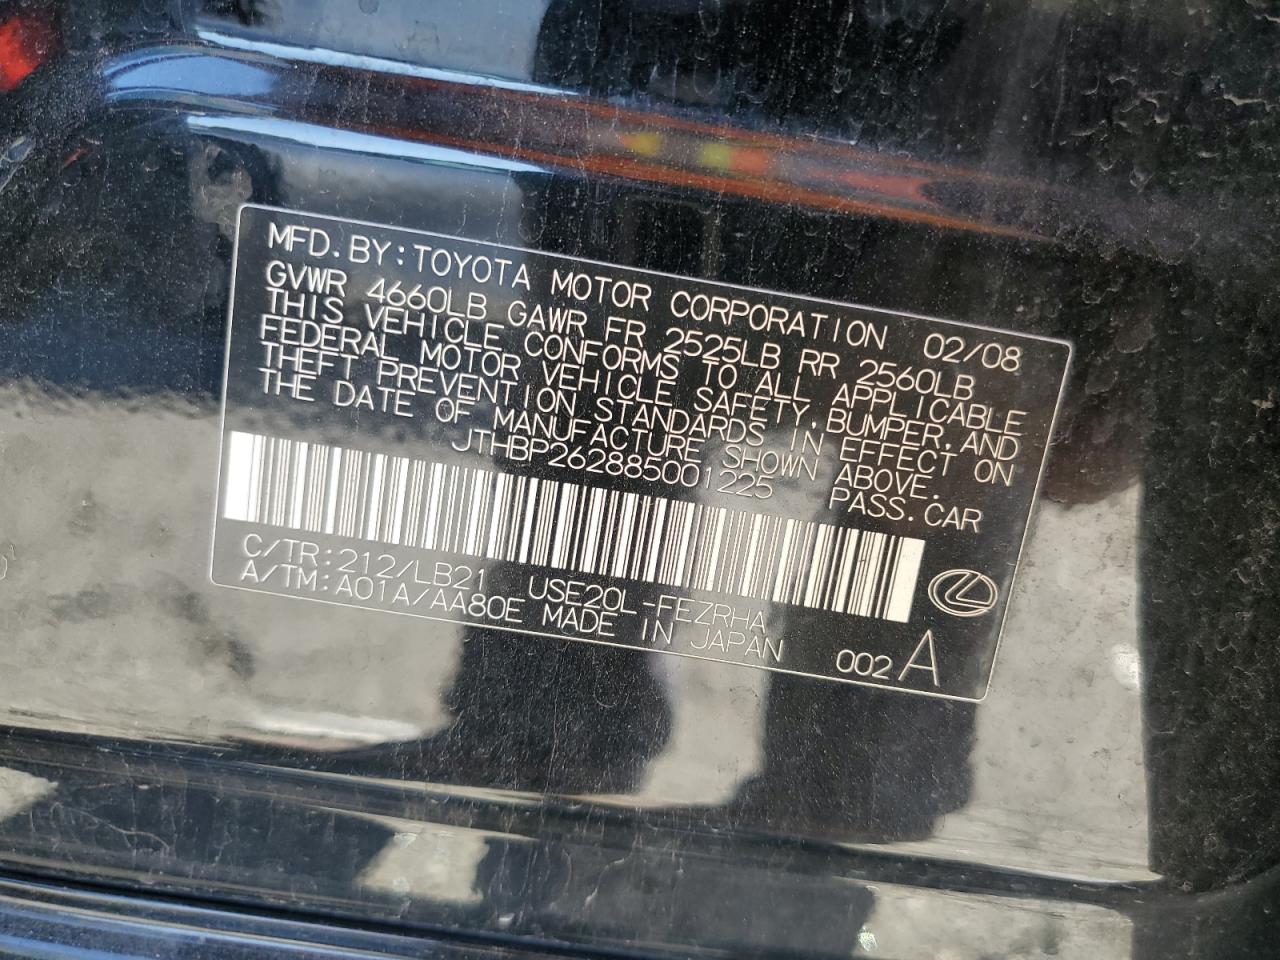 MFD.BY:TOYOTA MOTOR CORPORATION 02/08
GVWR 4660LB GAWR FR 2525LB RR 2560LB
THIS VEHICLE CONFORMS TO ALL APPLICABLE
FEDERAL MOTOR VEHICLE SAFETY,BUMPER,AND
THEFT PREVENTION STANDARDS IN EFFECT ON
THE DATE OF MANUFACTURE SHOWN ABOVE.
JTHBP262885001225 PASS.CAR
C/TR:212/LB21 USE20L-FEZRHA
A/TM:A01A/AA80E MADE IN JAPAN 002 A